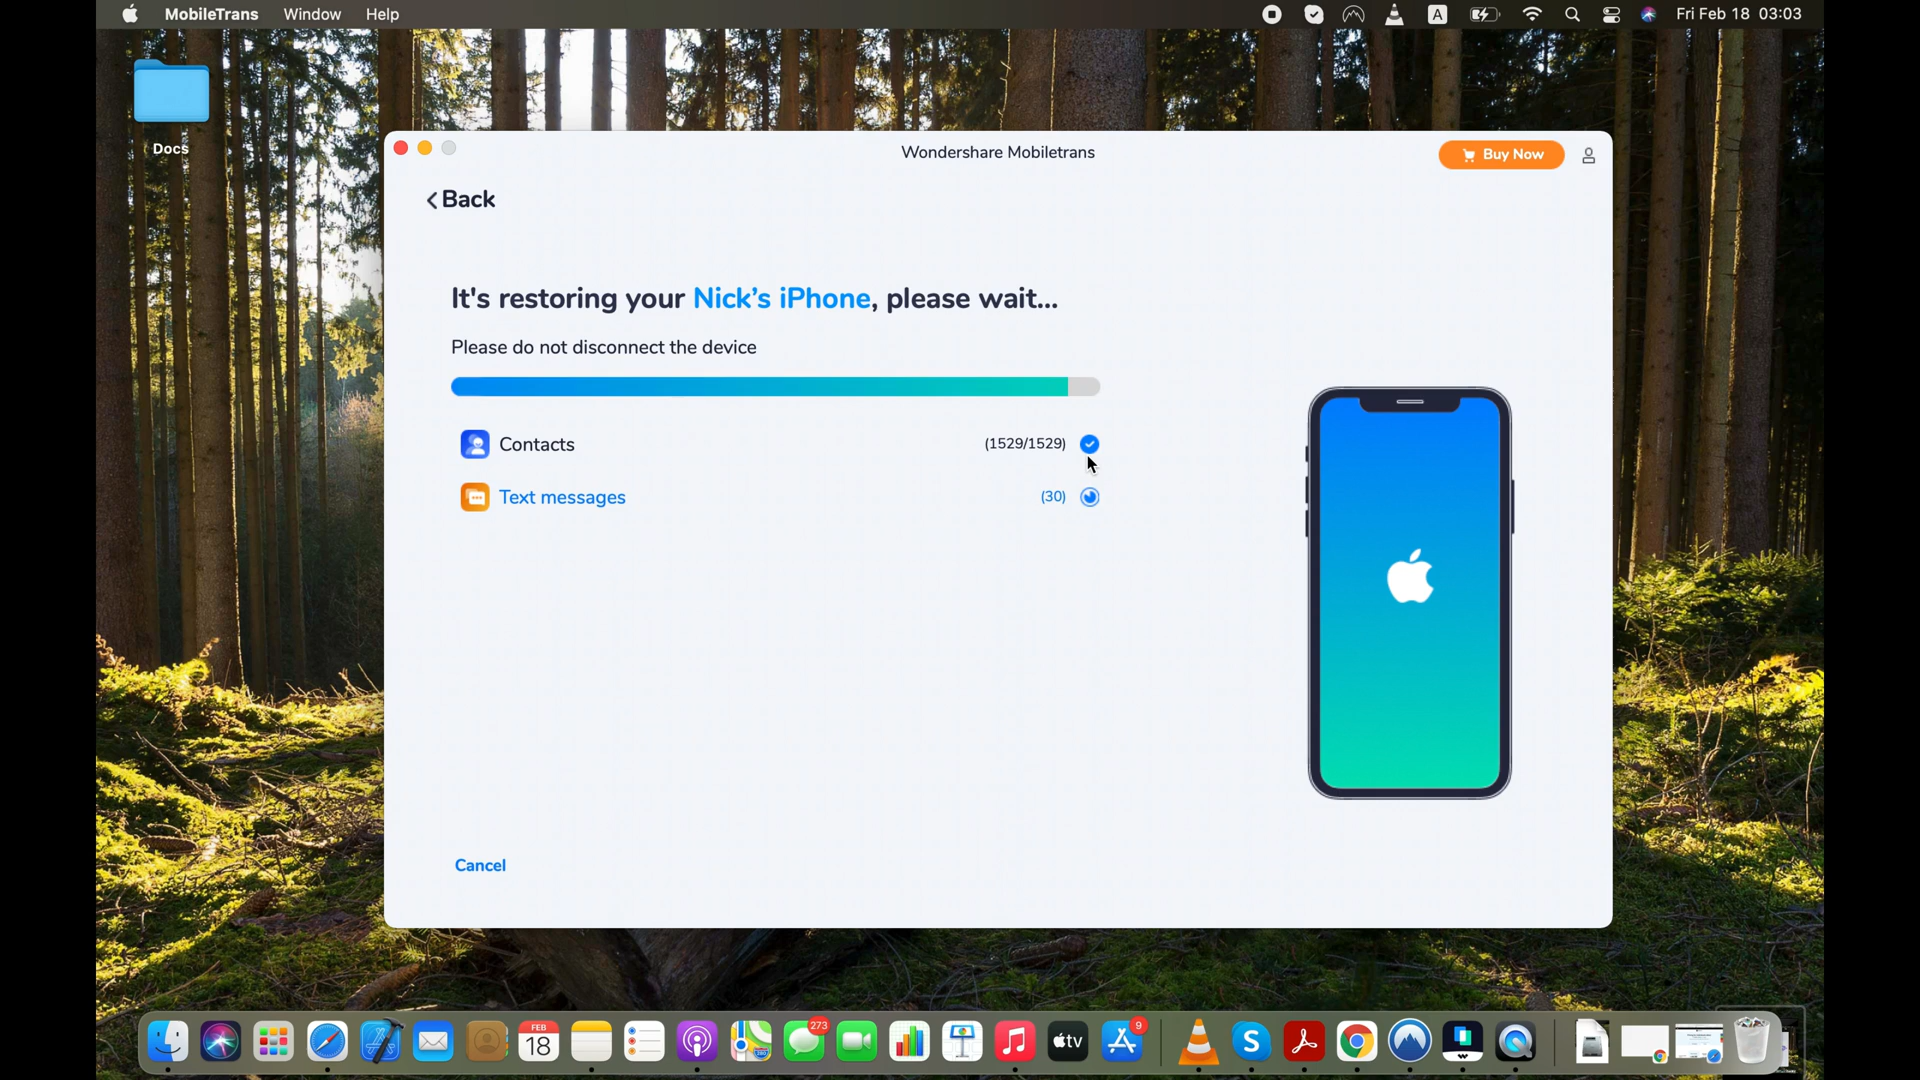 MobileTrans Window Help
A
Fri Feb 18 03:03
Docs
Wondershare Mobiletrans
Buy Now
Back
It's restoring your Nick's iPhone, please wait...
Please do not disconnect the device
Contacts (1529/1529)
Text messages (30)
Cancel
FEB
18
273
tv
9
S